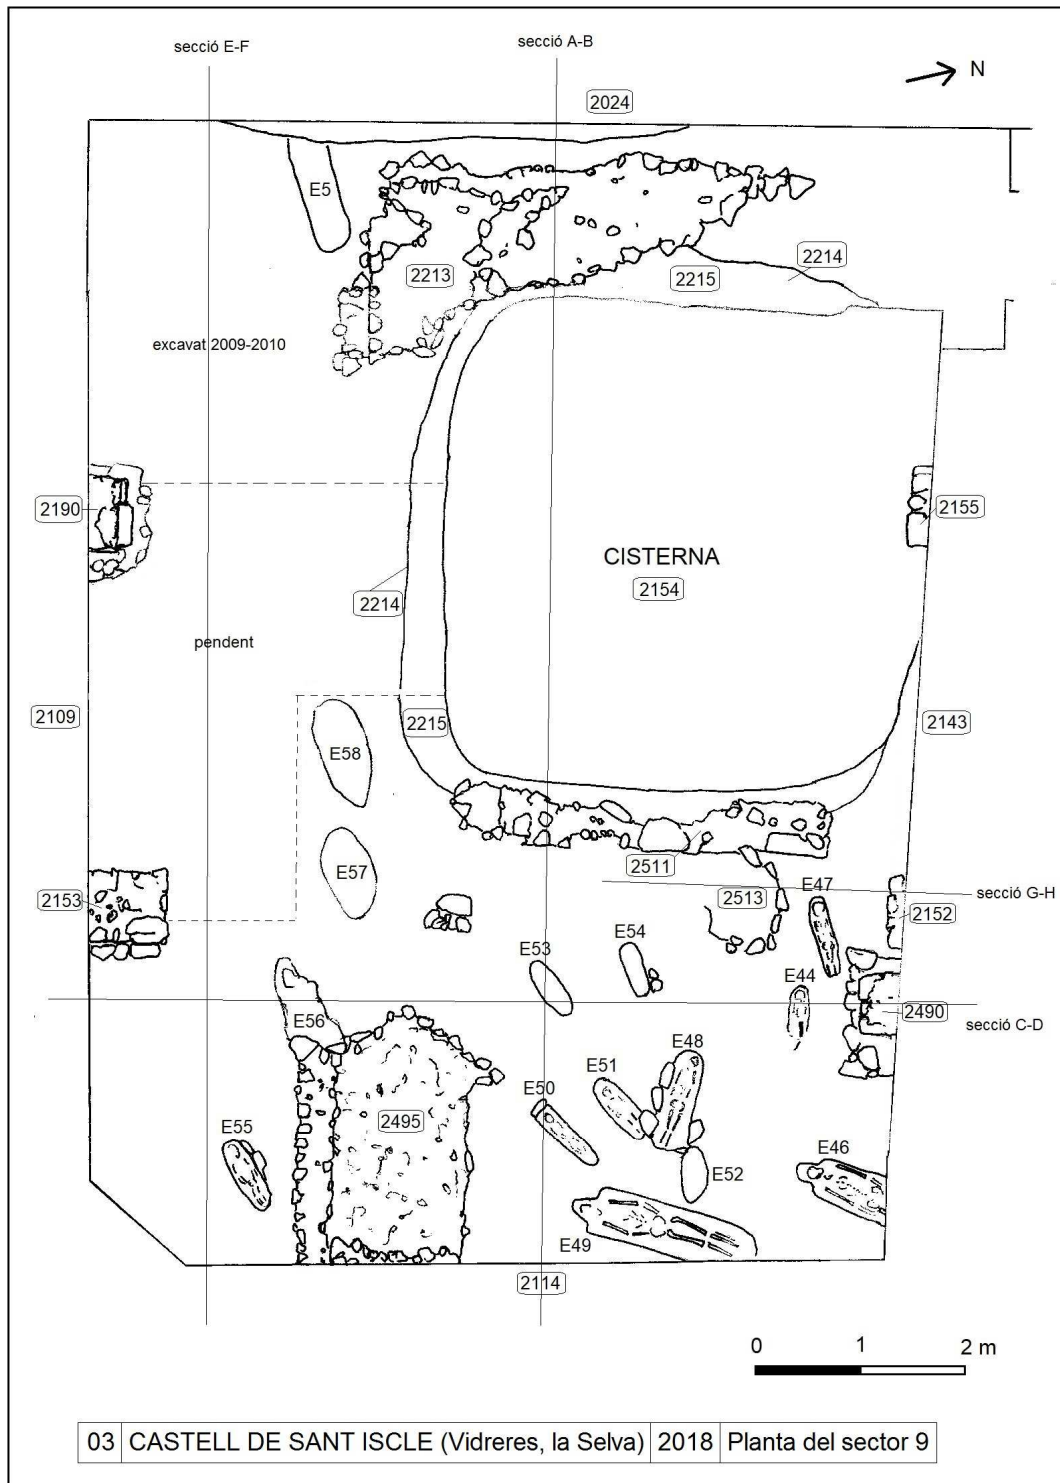 secció E-F
secció A-B
N
2024
E5
2213
2215
2214
excavat 2009-2010
2190
2155
CISTERNA
2154
2214
pendent
2109
2215
2143
E58
E57
2511
2513
E47
secció G-H
2153
2152
E54
E53
E44
2490
secció C-D
E56
E48
E51
E50
2495
E55
E46
E52
E49
2114
0 1 2 m
03 CASTELL DE SANT ISCLE (Vidreres, la Selva) 2018 Planta del sector 9